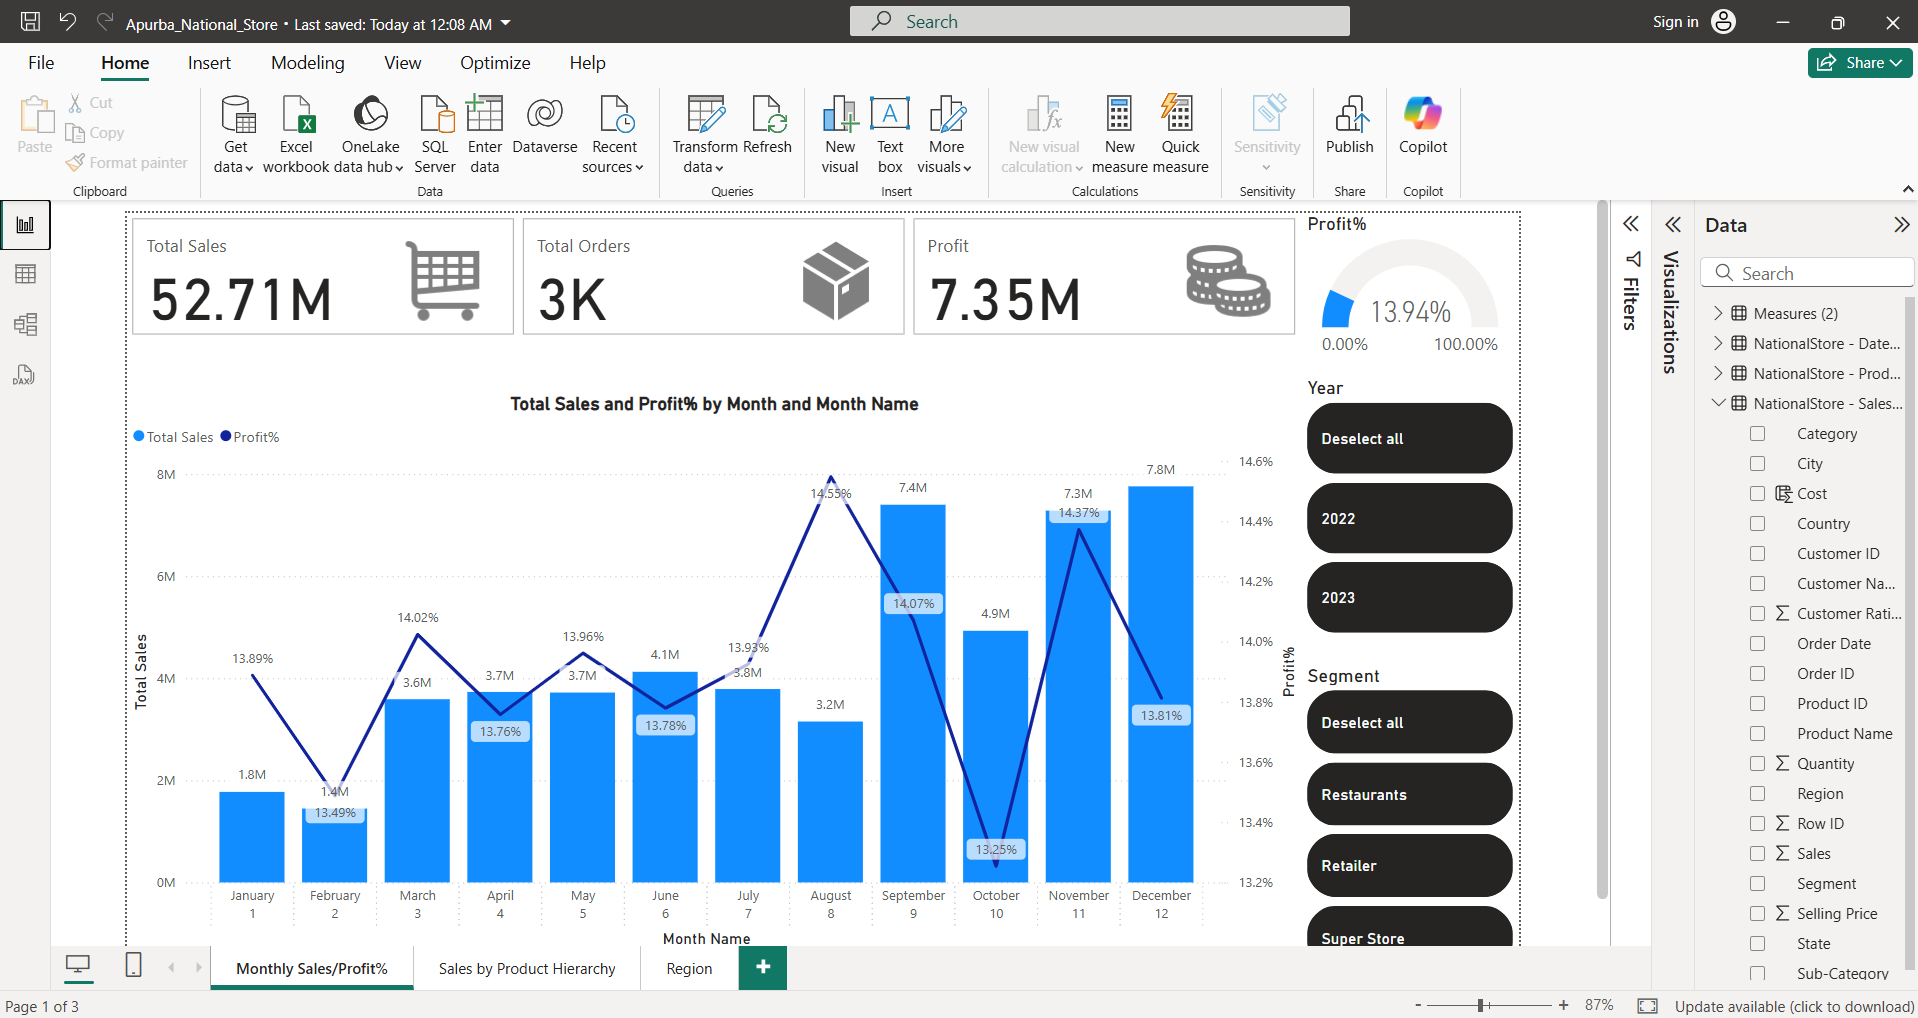 Apurba_National_Store • Last saved: Today at 12:08 AM
Search
Sign in
File Home Insert Modeling View Optimize Help
Share
Paste
Cut
Copy
Format painter
Clipboard
Get data
Excel workbook
OneLake data hub
SQL Server
Enter data
Dataverse
Recent sources
Data
Transform data
Refresh
Queries
New visual
Text box
More visuals
Insert
New visual calculation
New measure
Quick measure
Calculations
Sensitivity
Sensitivity
Publish
Share
Copilot
Copilot
DAX
Total Sales
52.71M
Total Orders
3K
Profit
7.35M
Profit%
13.94%
0.00% 100.00%
Total Sales and Profit% by Month and Month Name
Total Sales Profit%
Total Sales
8M
6M
4M
2M
0M
1.8M
1.4M
3.6M
3.7M
3.7M
4.1M
3.8M
3.2M
7.4M
4.9M
7.3M
7.8M
13.89%
13.49%
14.02%
13.76%
13.96%
13.78%
13.93%
14.55%
14.07%
13.25%
14.37%
13.81%
14.6%
14.4%
14.2%
14.0%
13.8%
13.6%
13.4%
13.2%
Profit%
January February March April May June July August September October November December
1 2 3 4 5 6 7 8 9 10 11 12
Month Name
Year
Deselect all
2022
2023
Segment
Deselect all
Restaurants
Retailer
Super Store
Filters
Visualizations
Data
Search
Measures (2)
NationalStore - Date...
NationalStore - Prod...
NationalStore - Sales...
Category
City
Cost
Country
Customer ID
Customer Na...
Customer Rati...
Order Date
Order ID
Product ID
Product Name
Quantity
Region
Row ID
Sales
Segment
Selling Price
State
Sub-Category
Monthly Sales/Profit% Sales by Product Hierarchy Region
Page 1 of 3
- + 87%
Update available (click to download)